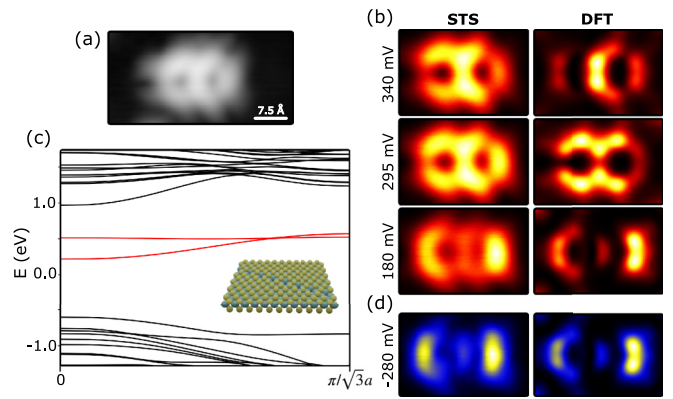 (a)
7.5 Å
(b)
STS
DFT
340 mV
295 mV
180 mV
(c)
E (eV)
1.0
0.0
-1.0
0
π/√3a
(d)
-280 mV